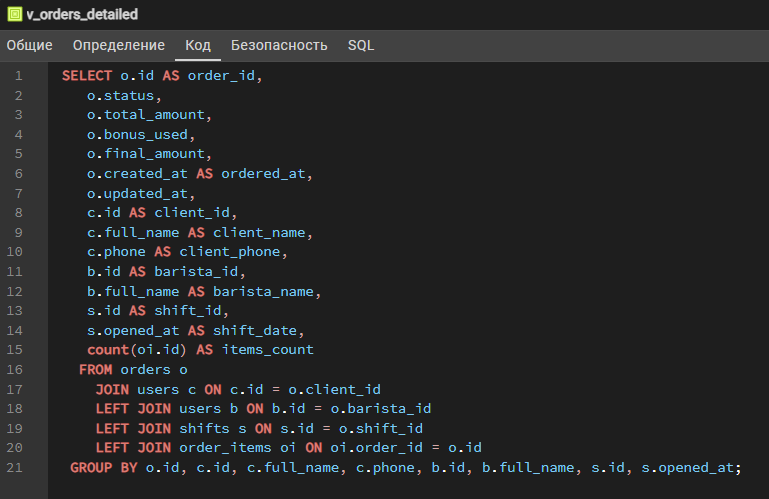 v_orders_detailed
Общие Определение Код Безопасность SQL
1 SELECT o.id AS order_id,
2 o.status,
3 o.total_amount,
4 o.bonus_used,
5 o.final_amount,
6 o.created_at AS ordered_at,
7 o.updated_at,
8 c.id AS client_id,
9 c.full_name AS client_name,
10 c.phone AS client_phone,
11 b.id AS barista_id,
12 b.full_name AS barista_name,
13 s.id AS shift_id,
14 s.opened_at AS shift_date,
15 count(oi.id) AS items_count
16 FROM orders o
17 JOIN users c ON c.id = o.client_id
18 LEFT JOIN users b ON b.id = o.barista_id
19 LEFT JOIN shifts s ON s.id = o.shift_id
20 LEFT JOIN order_items oi ON oi.order_id = o.id
21 GROUP BY o.id, c.id, c.full_name, c.phone, b.id, b.full_name, s.id, s.opened_at;